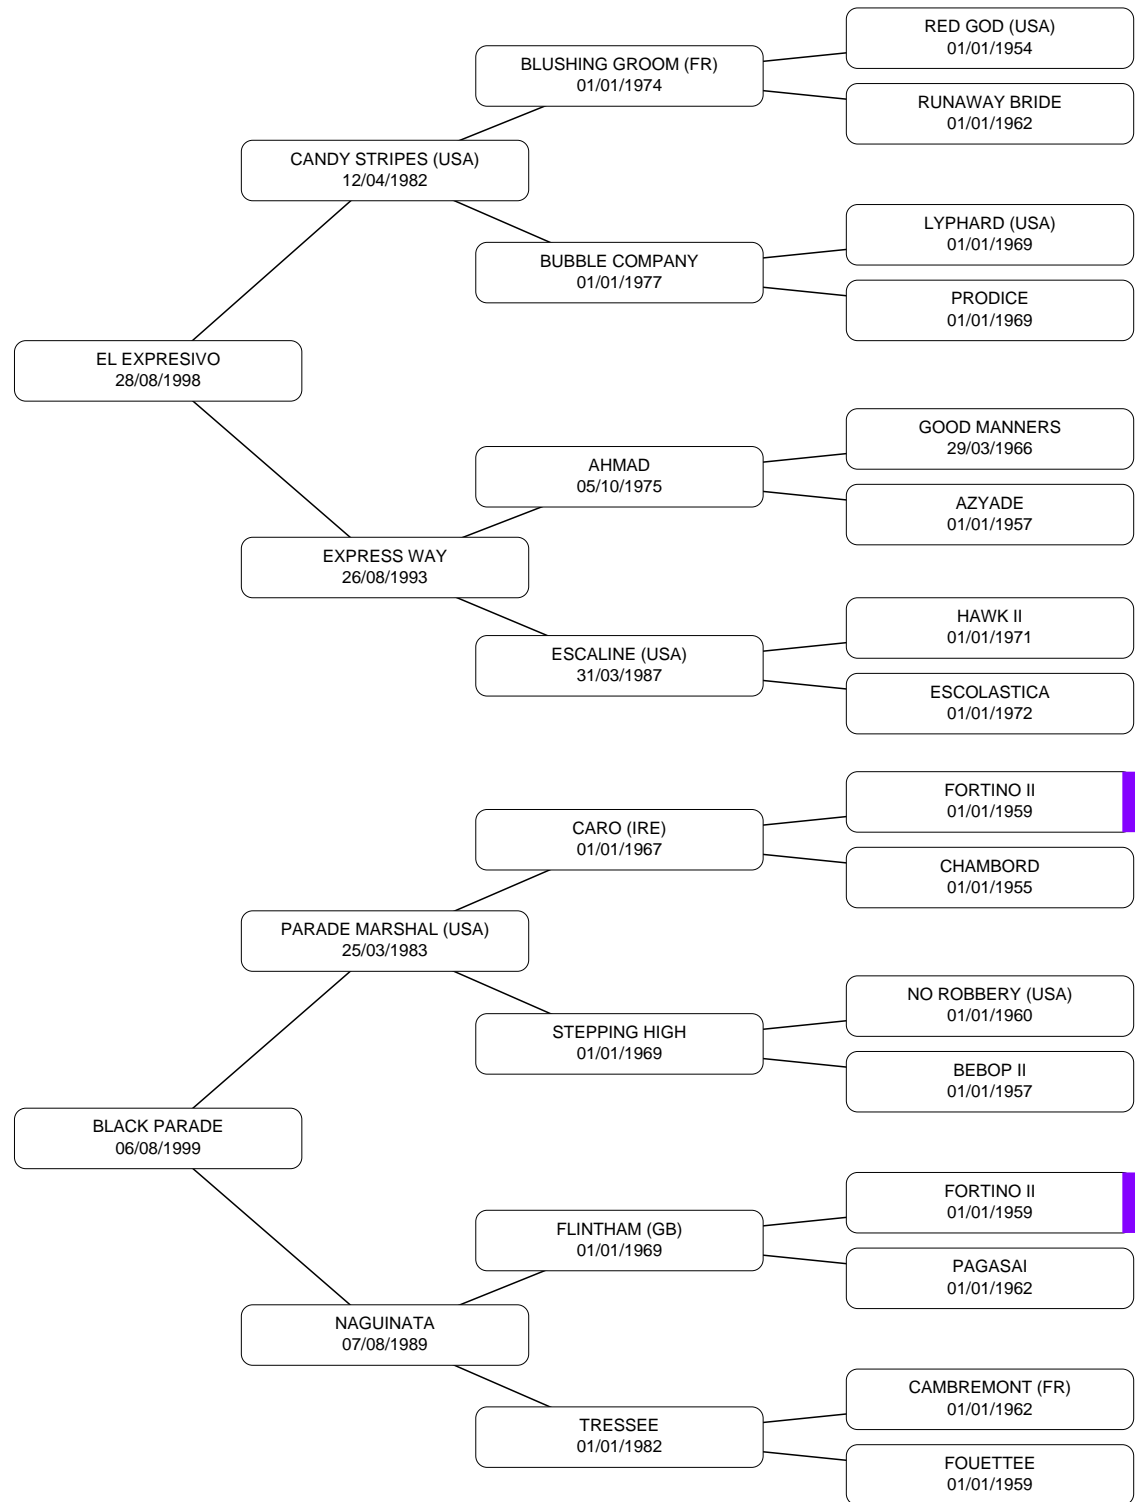 RED GOD (USA)
01/01/1954
BLUSHING GROOM (FR)
01/01/1974
RUNAWAY BRIDE
01/01/1962
CANDY STRIPES (USA)
12/04/1982
LYPHARD (USA)
01/01/1969
BUBBLE COMPANY
01/01/1977
PRODICE
01/01/1969
EL EXPRESIVO
28/08/1998
GOOD MANNERS
29/03/1966
AHMAD
05/10/1975
AZYADE
01/01/1957
EXPRESS WAY
26/08/1993
HAWK II
01/01/1971
ESCALINE (USA)
31/03/1987
ESCOLASTICA
01/01/1972
FORTINO II
01/01/1959
CARO (IRE)
01/01/1967
CHAMBORD
01/01/1955
PARADE MARSHAL (USA)
25/03/1983
NO ROBBERY (USA)
01/01/1960
STEPPING HIGH
01/01/1969
BEBOP II
01/01/1957
BLACK PARADE
06/08/1999
FORTINO II
01/01/1959
FLINTHAM (GB)
01/01/1969
PAGASAI
01/01/1962
NAGUINATA
07/08/1989
CAMBREMONT (FR)
01/01/1962
TRESSEE
01/01/1982
FOUETTEE
01/01/1959